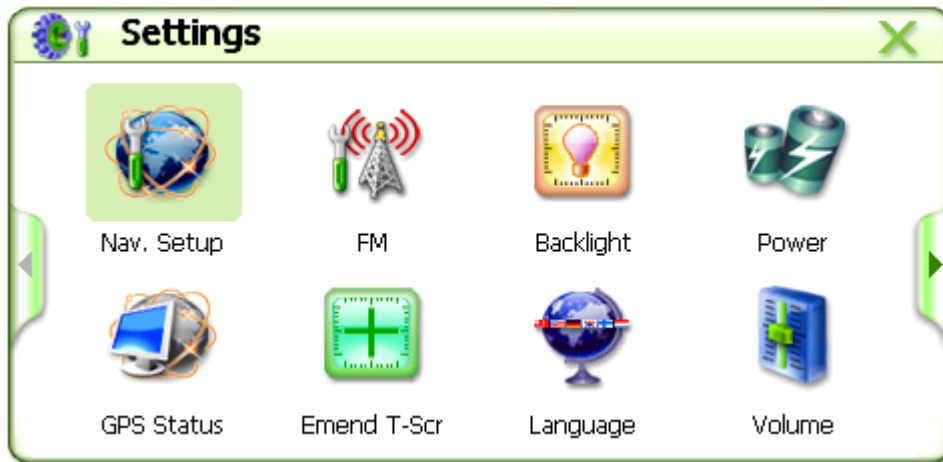 Settings
Nav. Setup FM Backlight Power
GPS Status Emend T-Scr Language Volume